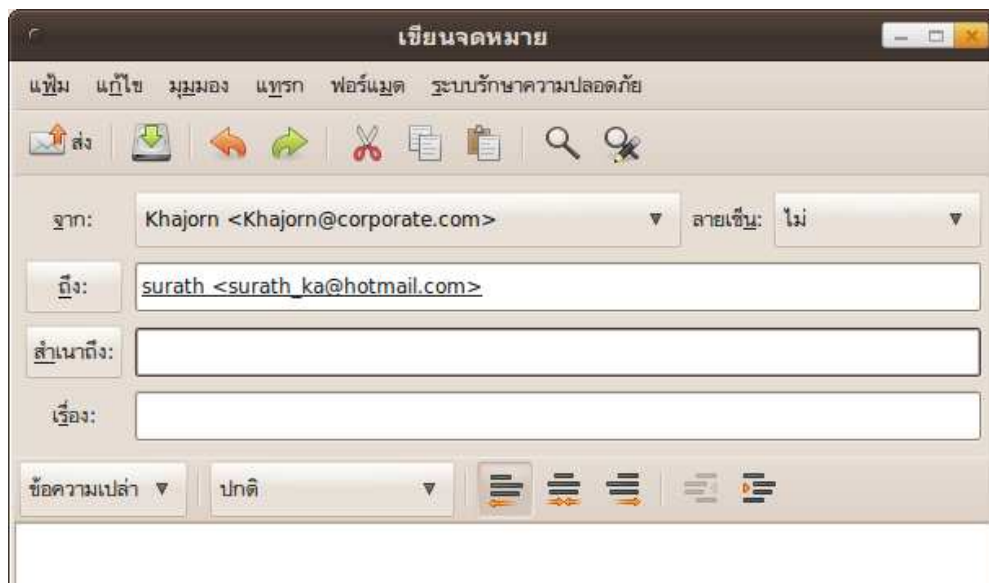 เขียนจดหมาย
แฟ้ม แก้ไข มุมมอง แทรก ฟอร์แมด ระบบรักษาความปลอดภัย
ส่ง
จาก: Khajorn <Khajorn@corporate.com> ลายเซ็น: ไม่
ถึง: surath <surath_ka@hotmail.com>
สำเนาถึง:
เรื่อง:
ข้อความเปล่า ปกติ